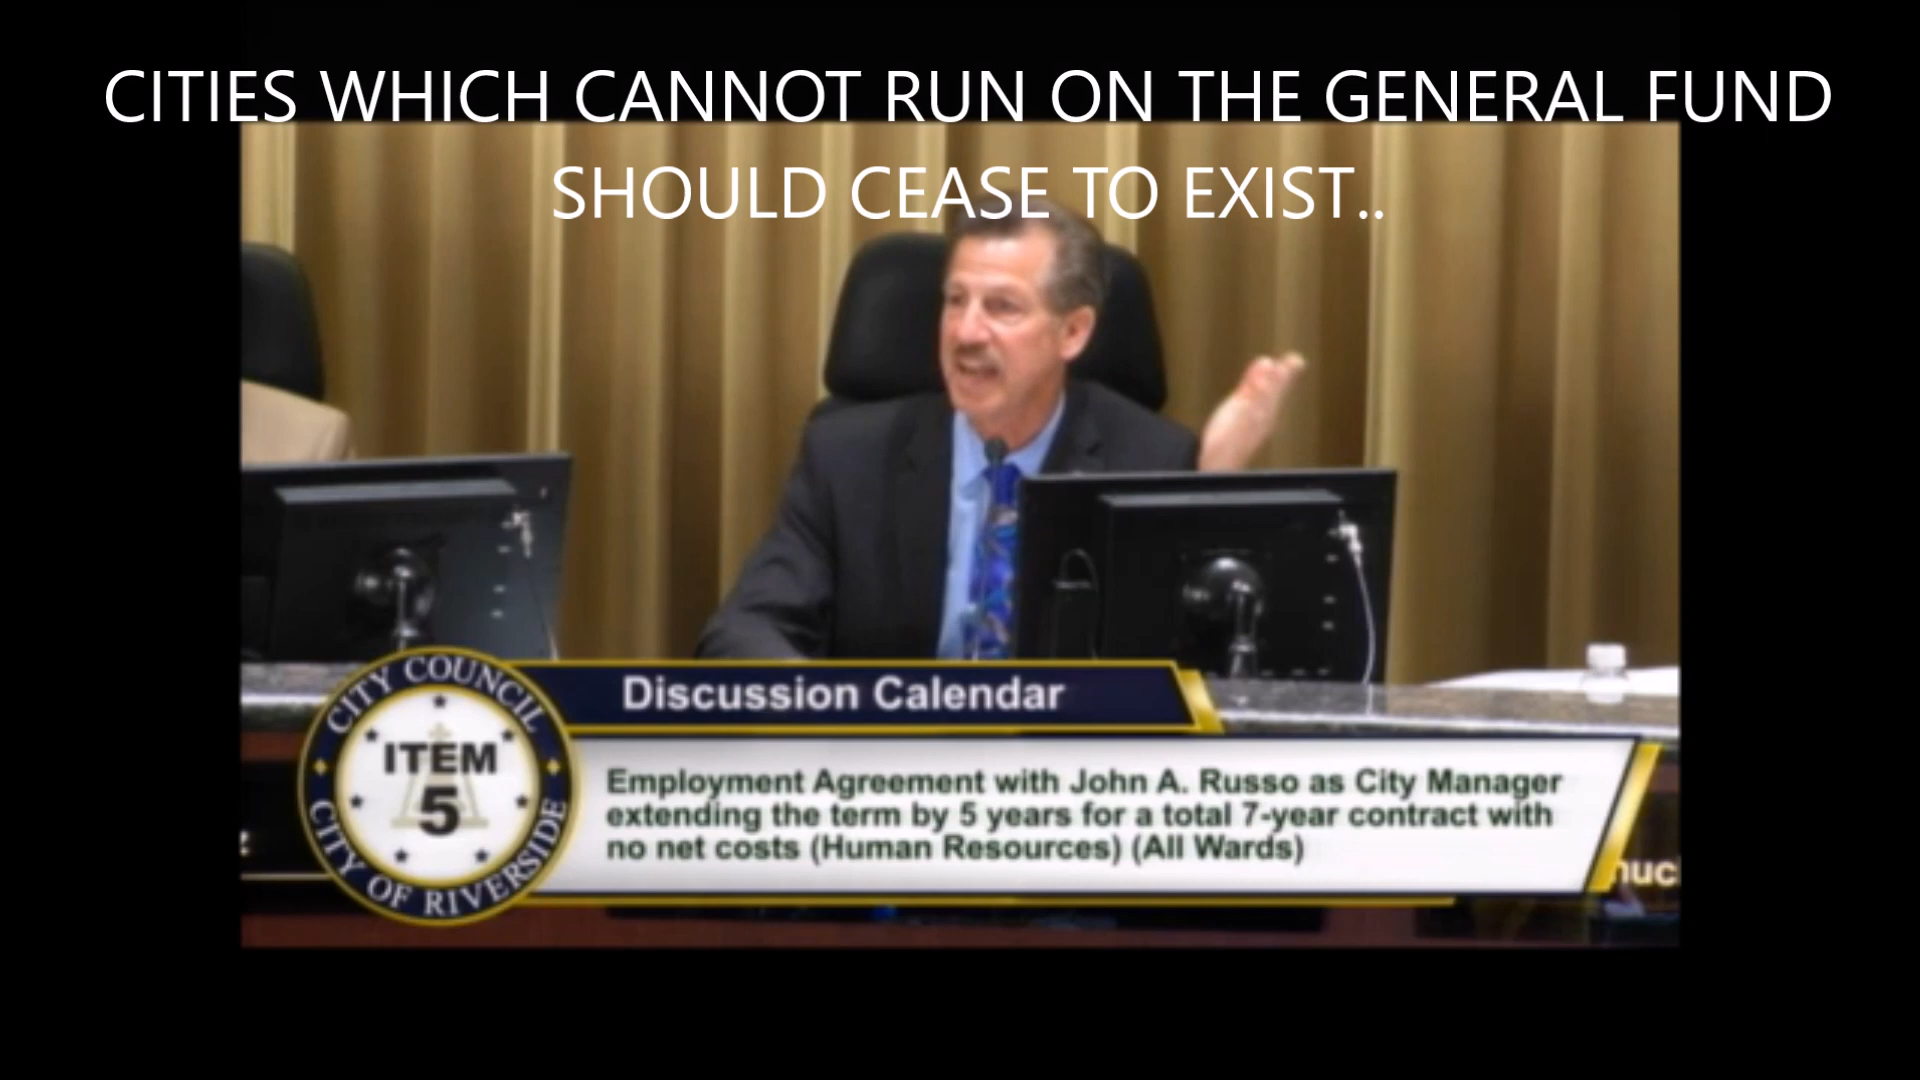 CITIES WHICH CANNOT RUN ON THE GENERAL FUND
SHOULD CEASE TO EXIST..
Discussion Calendar
CITY COUNCIL
ITEM
5
CITY OF RIVERSIDE
Employment Agreement with John A. Russo as City Manager
extending the term by 5 years for a total 7-year contract with
no net costs (Human Resources) (All Wards)